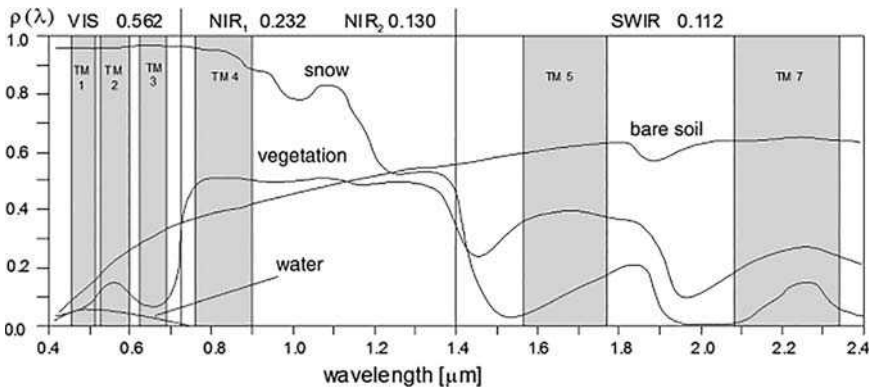 ρ(λ) VIS 0.562 NIR₁ 0.232 NIR₂ 0.130 SWIR 0.112
1.0
0.8
0.6
0.4
0.2
0.0
TM 1
TM 2
TM 3
TM 4
TM 5
TM 7
snow
bare soil
vegetation
water
0.4 0.6 0.8 1.0 1.2 1.4 1.6 1.8 2.0 2.2 2.4
wavelength [μm]